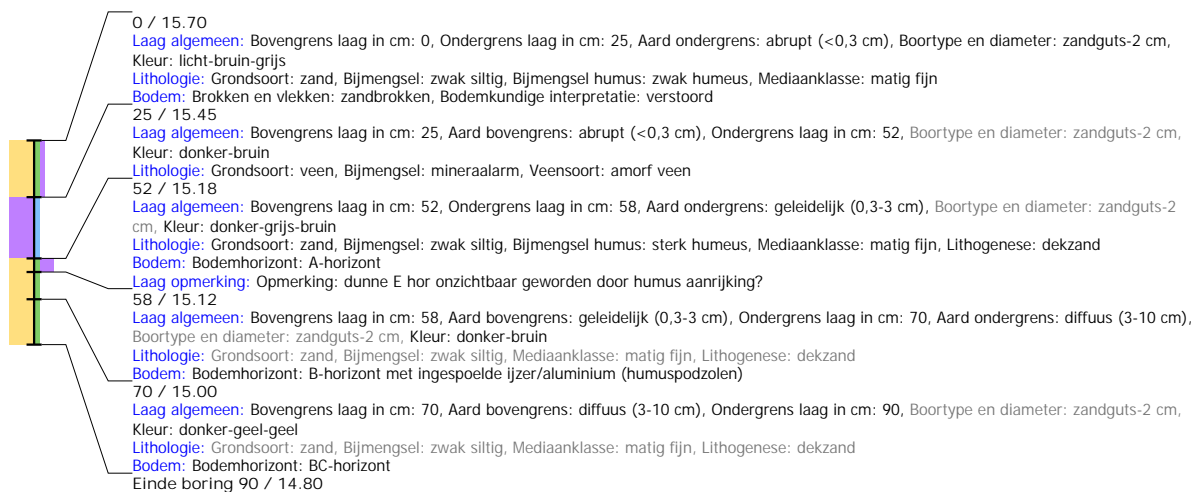 0 / 15.70
Laag algemeen: Bovengrens laag in cm: 0, Ondergrens laag in cm: 25, Aard ondergrens: abrupt (<0,3 cm), Boortype en diameter: zandguts-2 cm,
Kleur: licht-bruin-grijs
Lithologie: Grondsoort: zand, Bijmengsel: zwak siltig, Bijmengsel humus: zwak humeus, Mediaanklasse: matig fijn
Bodem: Brokken en vlekken: zandbrokken, Bodemkundige interpretatie: verstoord
25 / 15.45
Laag algemeen: Bovengrens laag in cm: 25, Aard bovengrens: abrupt (<0,3 cm), Ondergrens laag in cm: 52, Boortype en diameter: zandguts-2 cm,
Kleur: donker-bruin
Lithologie: Grondsoort: veen, Bijmengsel: mineraalarm, Veensoort: amorf veen
52 / 15.18
Laag algemeen: Bovengrens laag in cm: 52, Ondergrens laag in cm: 58, Aard ondergrens: geleidelijk (0,3-3 cm), Boortype en diameter: zandguts-2
cm, Kleur: donker-grijs-bruin
Lithologie: Grondsoort: zand, Bijmengsel: zwak siltig, Bijmengsel humus: sterk humeus, Mediaanklasse: matig fijn, Lithogenese: dekzand
Bodem: Bodemhorizont: A-horizont
Laag opmerking: Opmerking: dunne E hor onzichtbaar geworden door humus aanrijking?
58 / 15.12
Laag algemeen: Bovengrens laag in cm: 58, Aard bovengrens: geleidelijk (0,3-3 cm), Ondergrens laag in cm: 70, Aard ondergrens: diffuus (3-10 cm),
Boortype en diameter: zandguts-2 cm, Kleur: donker-bruin
Lithologie: Grondsoort: zand, Bijmengsel: zwak siltig, Mediaanklasse: matig fijn, Lithogenese: dekzand
Bodem: Bodemhorizont: B-horizont met ingespoelde ijzer/aluminium (humuspodzolen)
70 / 15.00
Laag algemeen: Bovengrens laag in cm: 70, Aard bovengrens: diffuus (3-10 cm), Ondergrens laag in cm: 90, Boortype en diameter: zandguts-2 cm,
Kleur: donker-geel-geel
Lithologie: Grondsoort: zand, Bijmengsel: zwak siltig, Mediaanklasse: matig fijn, Lithogenese: dekzand
Bodem: Bodemhorizont: BC-horizont
Einde boring 90 / 14.80